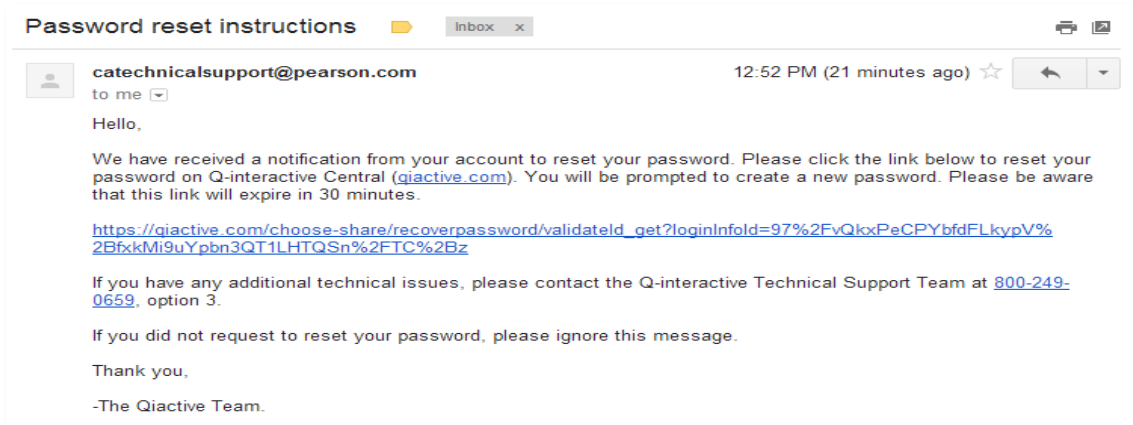 Password reset instructions
Inbox x
catechnicalsupport@pearson.com 12:52 PM (21 minutes ago)
to me
Hello,
We have received a notification from your account to reset your password. Please click the link below to reset your
password on Q-interactive Central (qiactive.com). You will be prompted to create a new password. Please be aware
that this link will expire in 30 minutes.
https://qiactive.com/choose-share/recoverpassword/validateId_get?loginInfoId=97%2FvQkxPeCPYbfdFLkypV%
2BfxkMi9uYpbn3QT1LHTQSn%2FTC%2Bz
If you have any additional technical issues, please contact the Q-interactive Technical Support Team at 800-249-
0659, option 3.
If you did not request to reset your password, please ignore this message.
Thank you,
-The Qiactive Team.